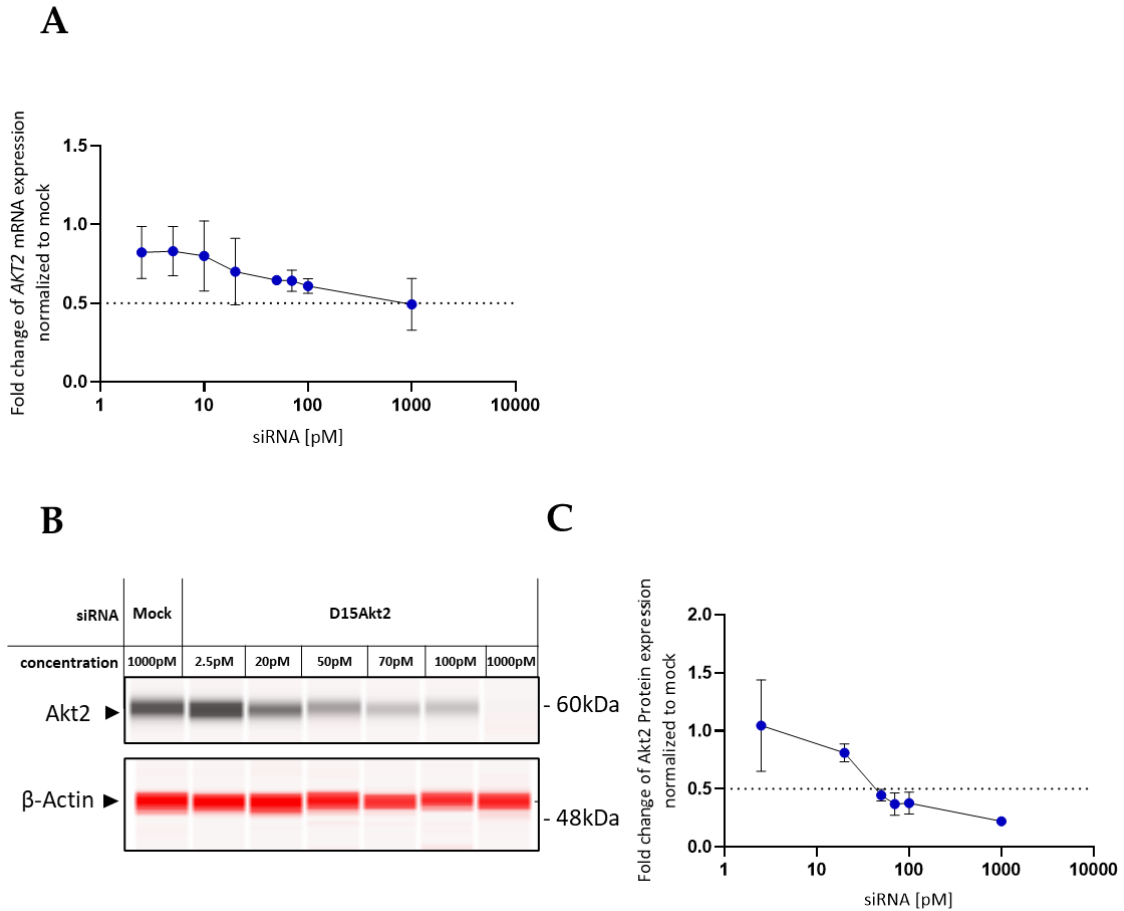 A
Fold change of AKT2 mRNA expression
normalized to mock
1.5
1.0
0.5
0.0
1 10 100 1000 10000
siRNA [pM]
B
siRNA Mock D15Akt2
concentration 1000pM 2.5pM 20pM 50pM 70pM 100pM 1000pM
Akt2 ► - 60kDa
β-Actin ► - 48kDa
C
Fold change of Akt2 Protein expression
normalized to mock
2.0
1.5
1.0
0.5
0.0
1 10 100 1000 10000
siRNA [pM]